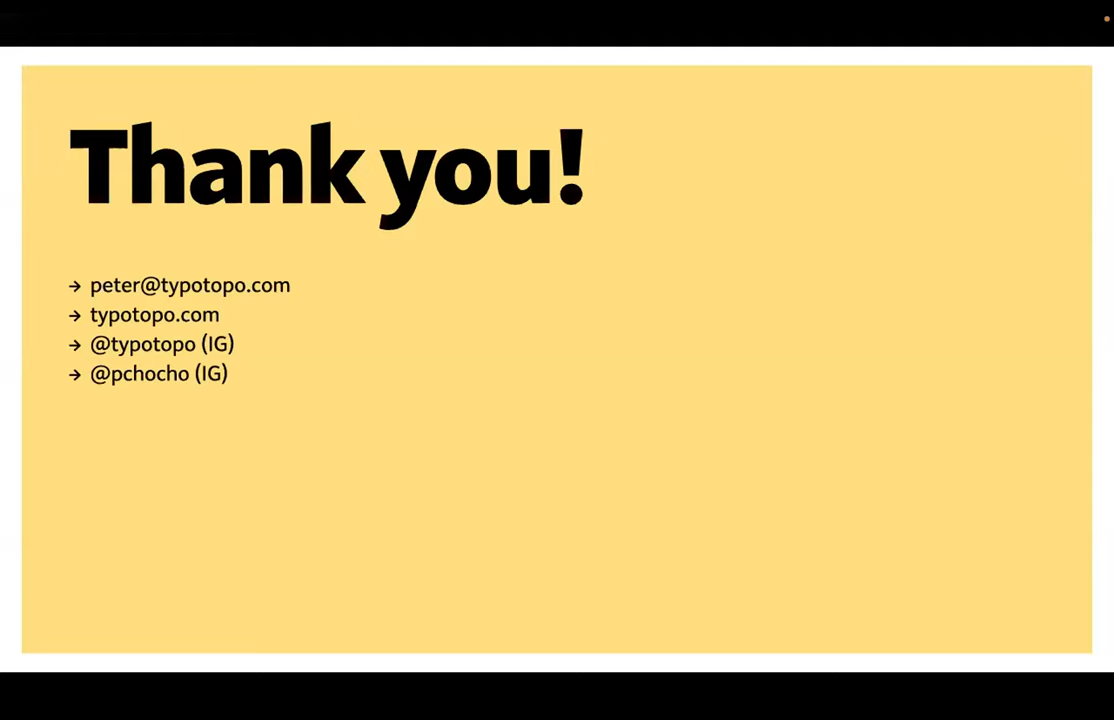 Thank you!
→ peter@typotopo.com
→ typotopo.com
→ @typotopo (IG)
→ @pchocho (IG)